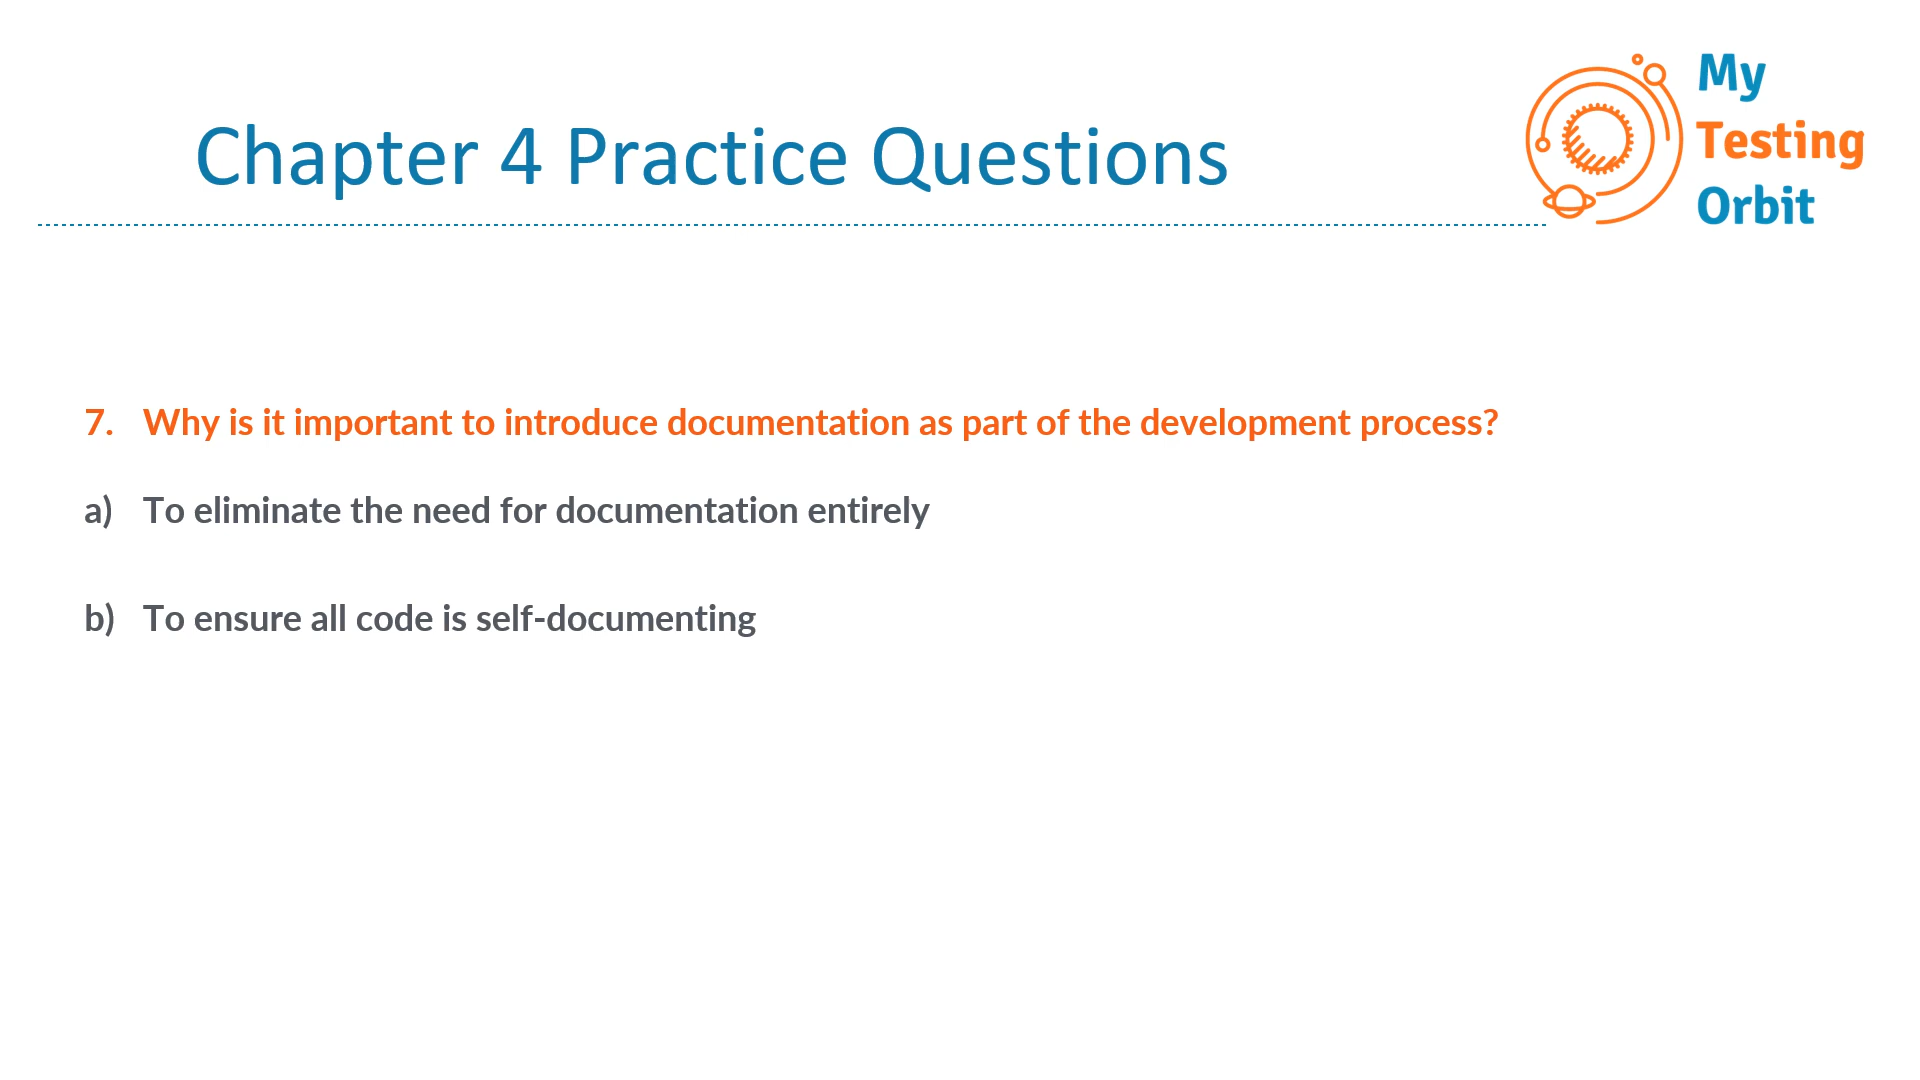 Chapter 4 Practice Questions
My
Testing
Orbit
7. Why is it important to introduce documentation as part of the development process?
a) To eliminate the need for documentation entirely
b) To ensure all code is self-documenting